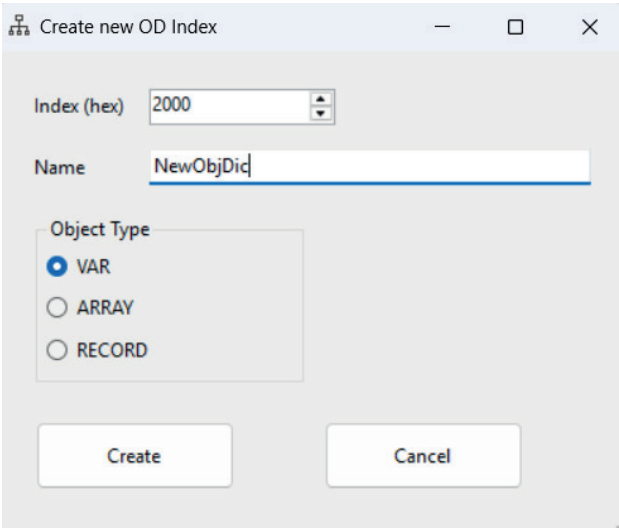 Create new OD Index
Index (hex) 2000
Name NewObjDic
Object Type
VAR
ARRAY
RECORD
Create Cancel